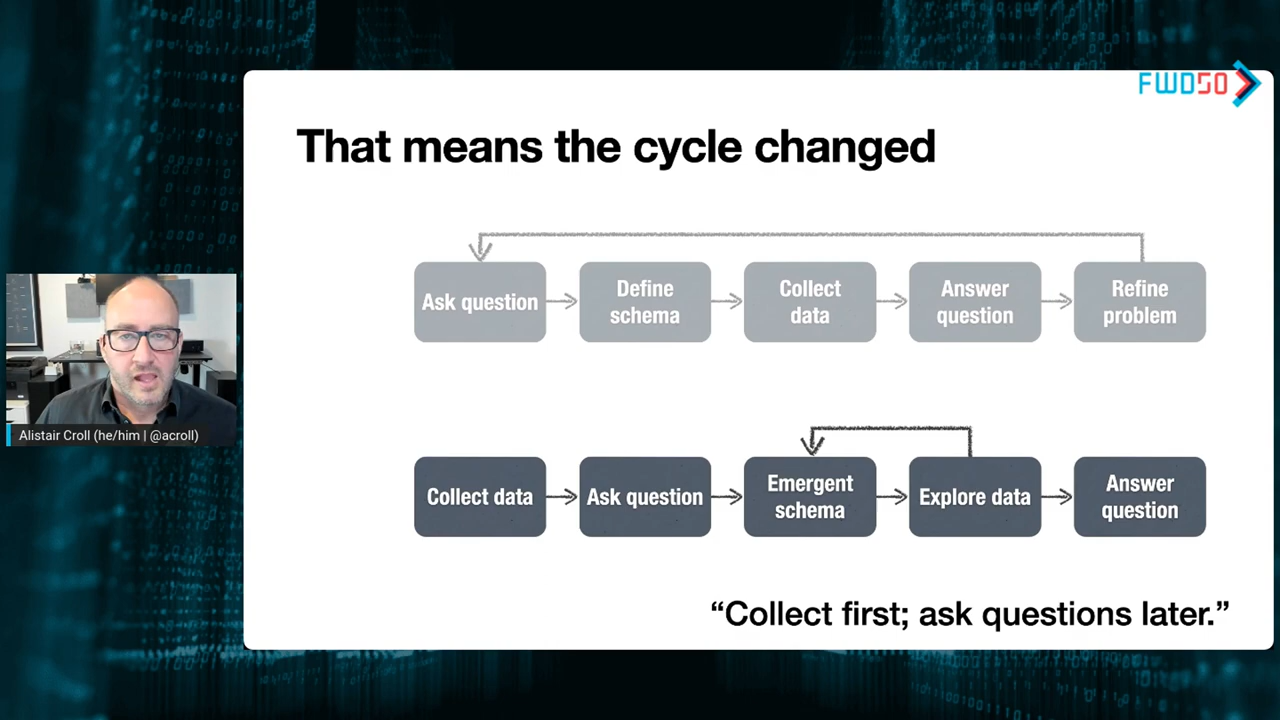 FWD50
That means the cycle changed
Ask question
Define
schema
Collect
data
Answer
question
Refine
problem
Alistair Croll (he/him | @acroll)
Collect data
Ask question
Emergent
schema
Explore data
Answer
question
“Collect first; ask questions later.”